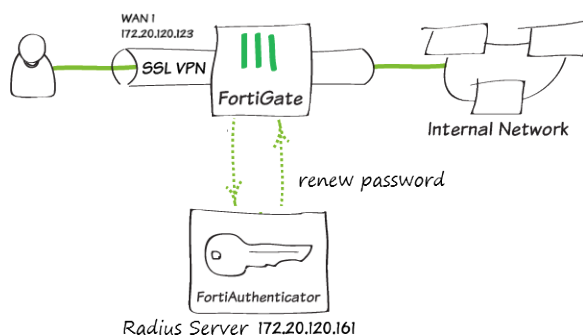 WAN 1
172.20.120.123
SSL VPN
FortiGate
Internal Network
renew password
FortiAuthenticator
Radius Server 172.20.120.161